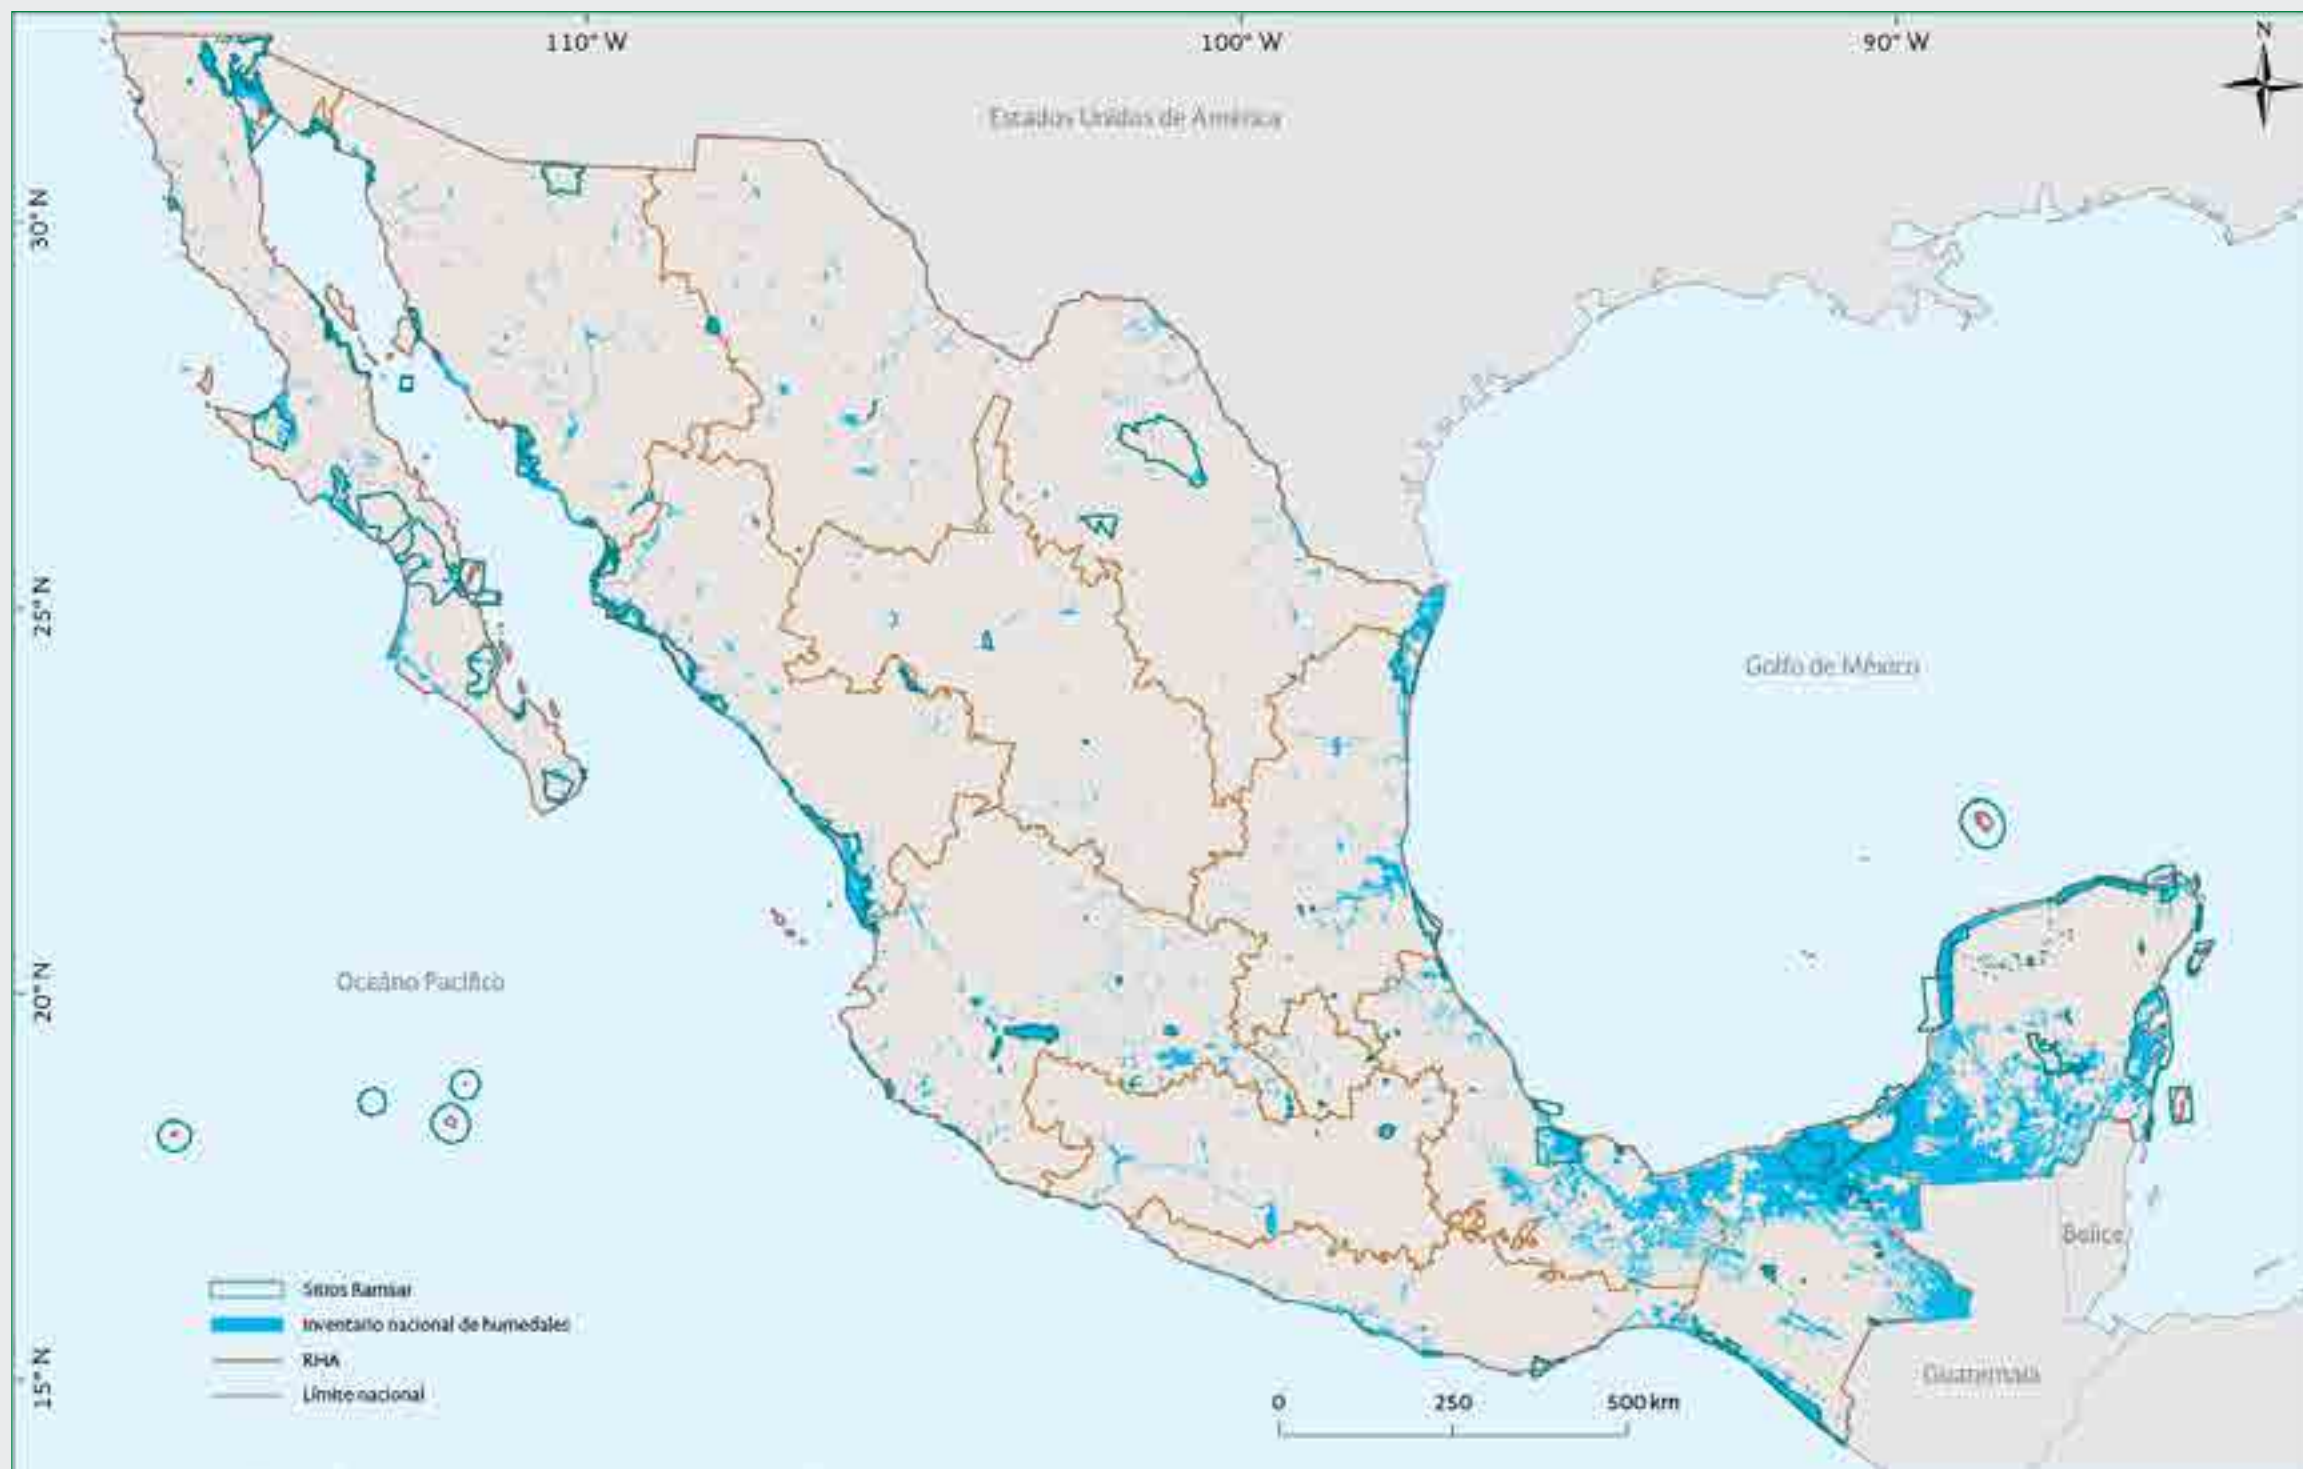 110° W
100° W
90° W
N
Estados Unidos de América
30° N
25° N
Golfo de México
20° N
Oceáno Pacífico
Belice
Sitios Ramsar
Inventario nacional de humedales
RHA
Límite nacional
15° N
Guatemala
0 250 500 km